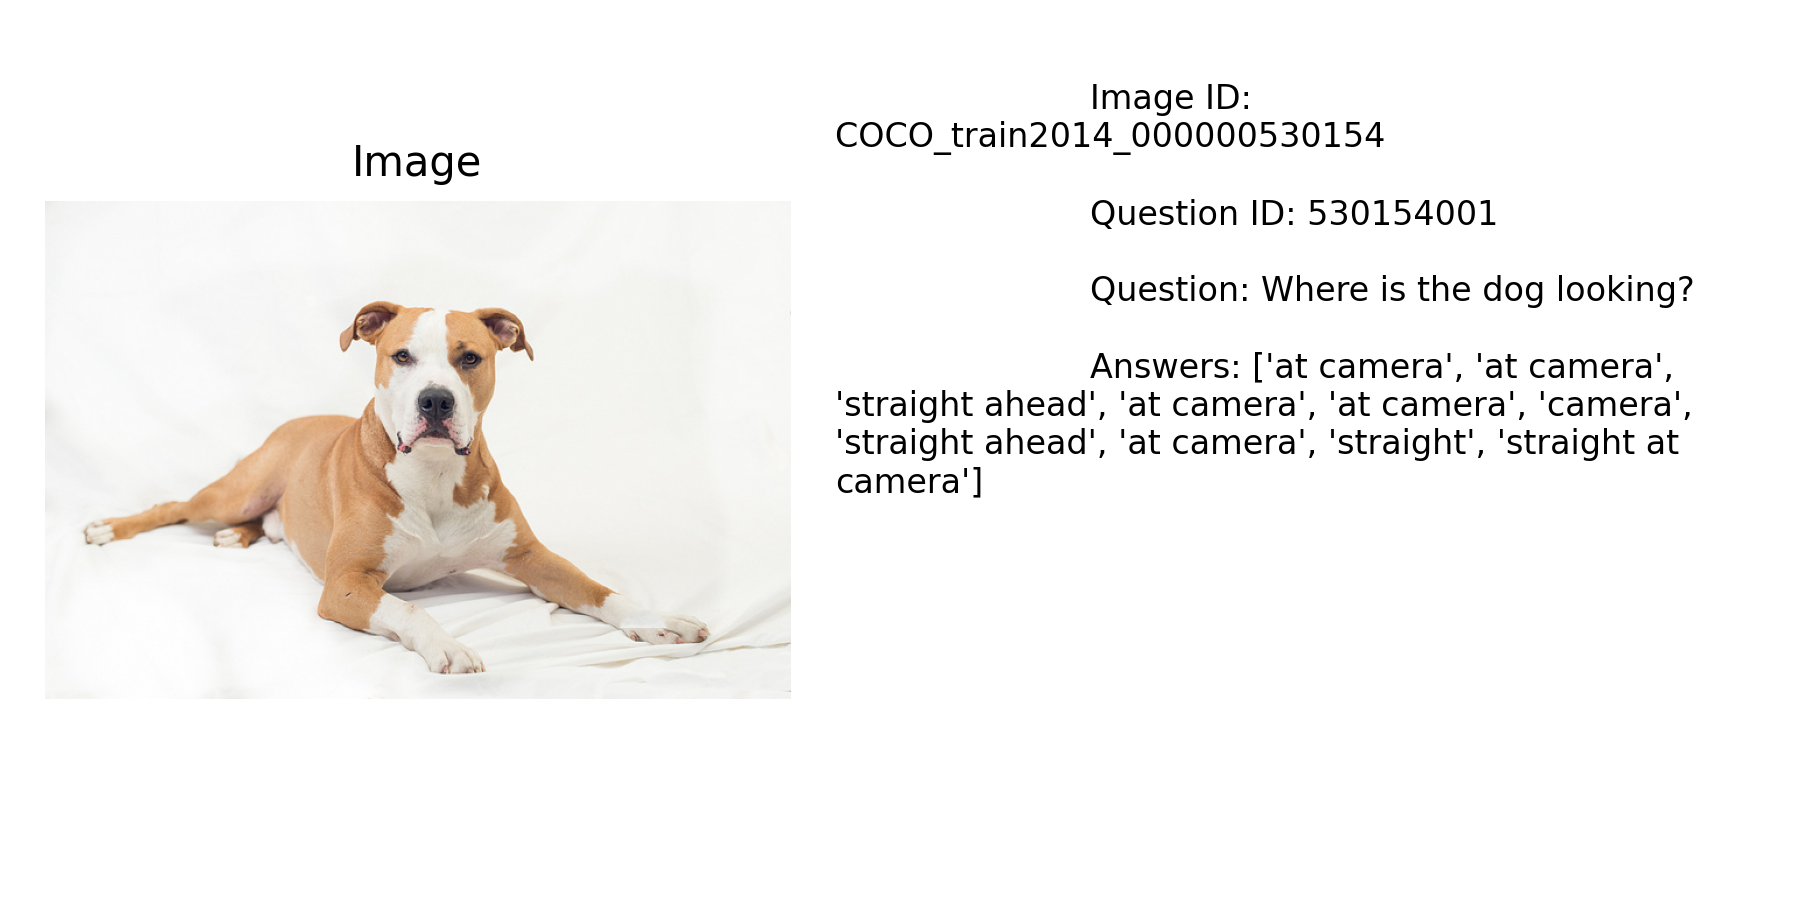 Image
Image ID:
COCO_train2014_000000530154
Question ID: 530154001
Question: Where is the dog looking?
Answers: ['at camera', 'at camera',
'straight ahead', 'at camera', 'at camera', 'camera',
'straight ahead', 'at camera', 'straight', 'straight at
camera']